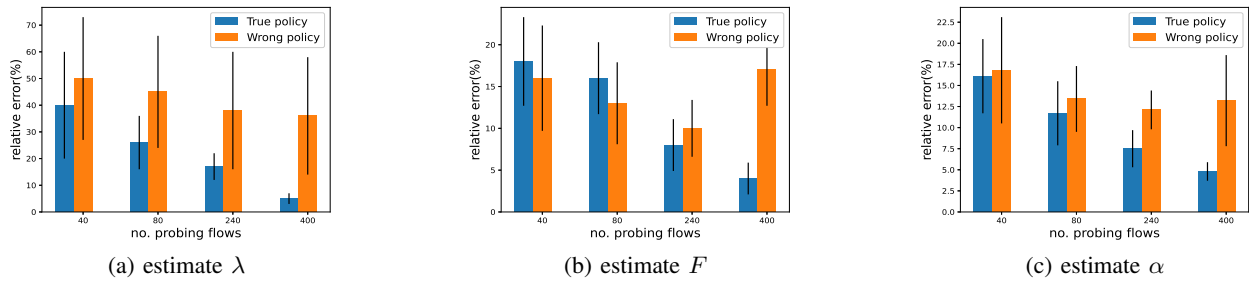 True policy
Wrong policy
70
60
50
40
30
20
10
0
relative error(%)
40
80
240
400
no. probing flows
(a) estimate λ
True policy
Wrong policy
20
15
10
5
0
relative error(%)
40
80
240
400
no. probing flows
(b) estimate F
True policy
Wrong policy
22.5
20.0
17.5
15.0
12.5
10.0
7.5
5.0
2.5
0.0
relative error(%)
40
80
240
400
no. probing flows
(c) estimate α